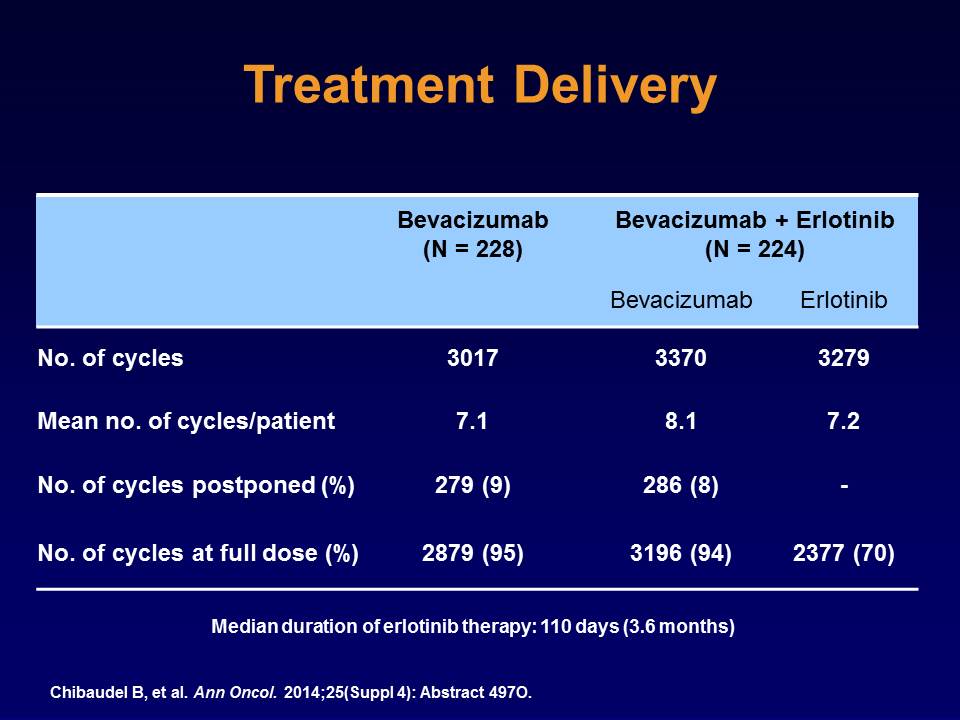 Treatment Delivery
Bevacizumab Bevacizumab + Erlotinib
(N = 228) (N = 224)
Bevacizumab Erlotinib
No. of cycles 3017 3370 3279
Mean no. of cycles/patient 7.1 8.1 7.2
No. of cycles postponed (%) 279 (9) 286 (8) -
No. of cycles at full dose (%) 2879 (95) 3196 (94) 2377 (70)
Median duration of erlotinib therapy: 110 days (3.6 months)
Chibaudel B, et al. Ann Oncol. 2014;25(Suppl 4): Abstract 497O.